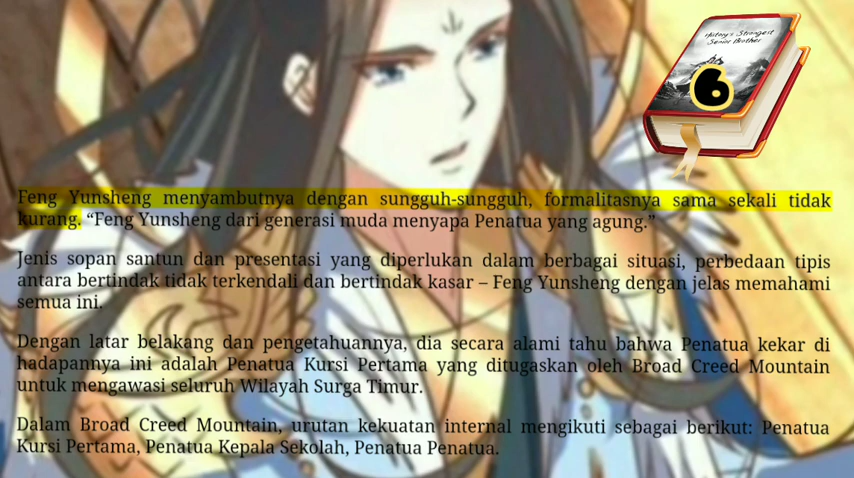 History's Strongest
Senior Brother
6
Feng Yunsheng menyambutnya dengan sungguh-sungguh, formalitasnya sama sekali tidak
kurang. “Feng Yunsheng dari generasi muda menyapa Penatua yang agung.”
Jenis sopan santun dan presentasi yang diperlukan dalam berbagai situasi, perbedaan tipis
antara bertindak tidak terkendali dan bertindak kasar – Feng Yunsheng dengan jelas memahami
semua ini.
Dengan latar belakang dan pengetahuannya, dia secara alami tahu bahwa Penatua kekar di
hadapannya ini adalah Penatua Kursi Pertama yang ditugaskan oleh Broad Creed Mountain
untuk mengawasi seluruh Wilayah Surga Timur.
Dalam Broad Creed Mountain, urutan kekuatan internal mengikuti sebagai berikut: Penatua
Kursi Pertama, Penatua Kepala Sekolah, Penatua Penatua.